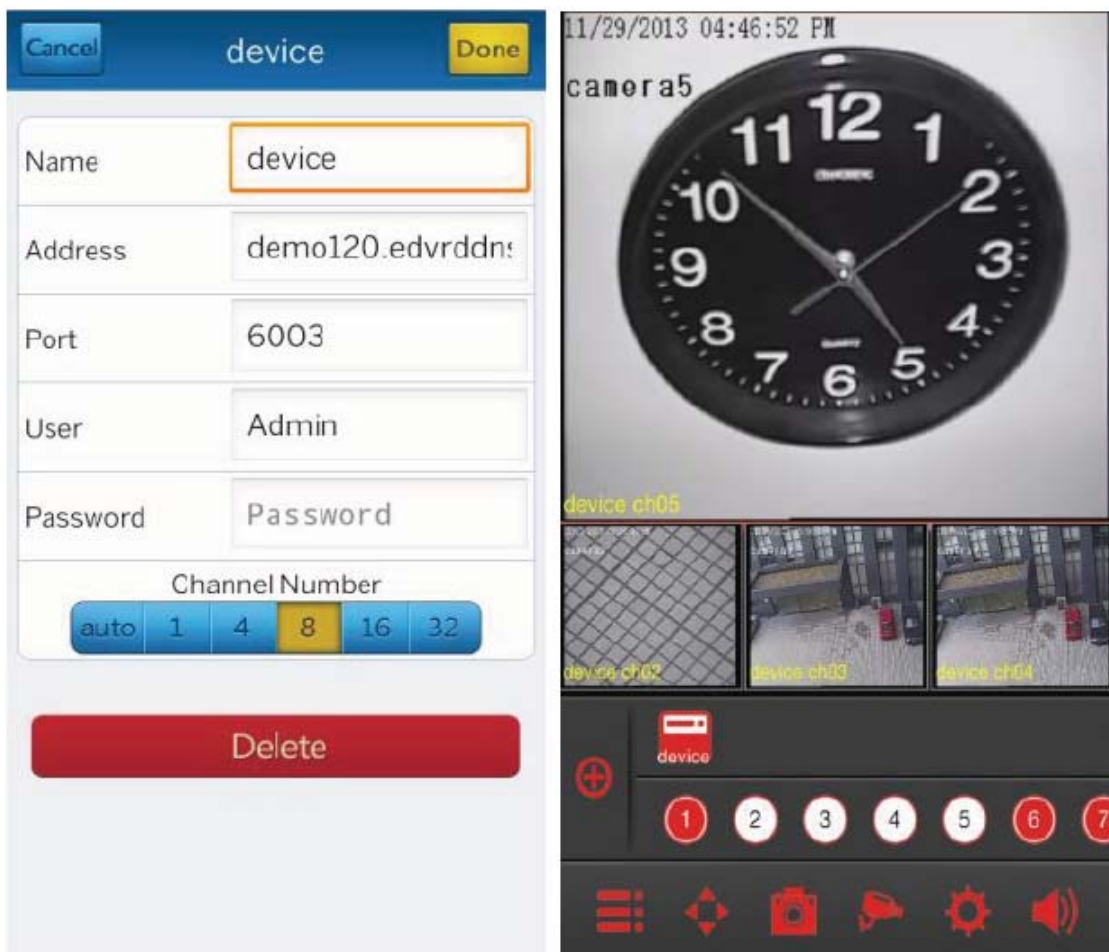 Cancel device Done
Name device
Address demo120.edvrddns
Port 6003
User Admin
Password Password
Channel Number
auto 1 4 8 16 32
Delete
11/29/2013 04:46:52 PM
camera5
12
11 1
10 2
9 3
8 4
7 5
6
device ch05
device ch02 device ch03 device ch04
device
1 2 3 4 5 6 7